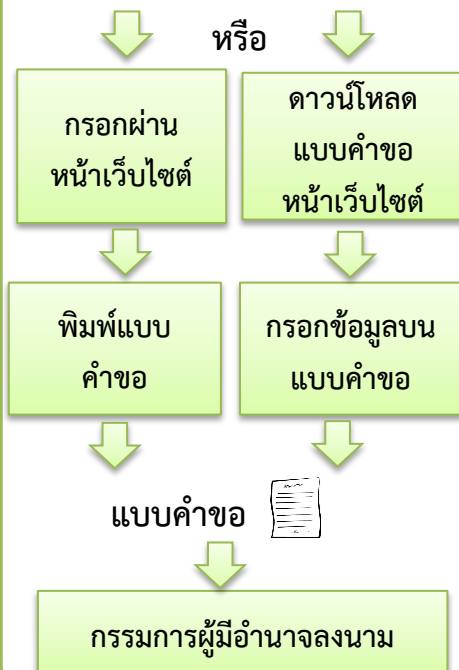 หรือ
กรอกผ่าน
หน้าเว็บไซต์
ดาวน์โหลด
แบบคำขอ
หน้าเว็บไซต์
พิมพ์แบบ
คำขอ
กรอกข้อมูลบน
แบบคำขอ
แบบคำขอ
กรรมการผู้มีอำนาจลงนาม